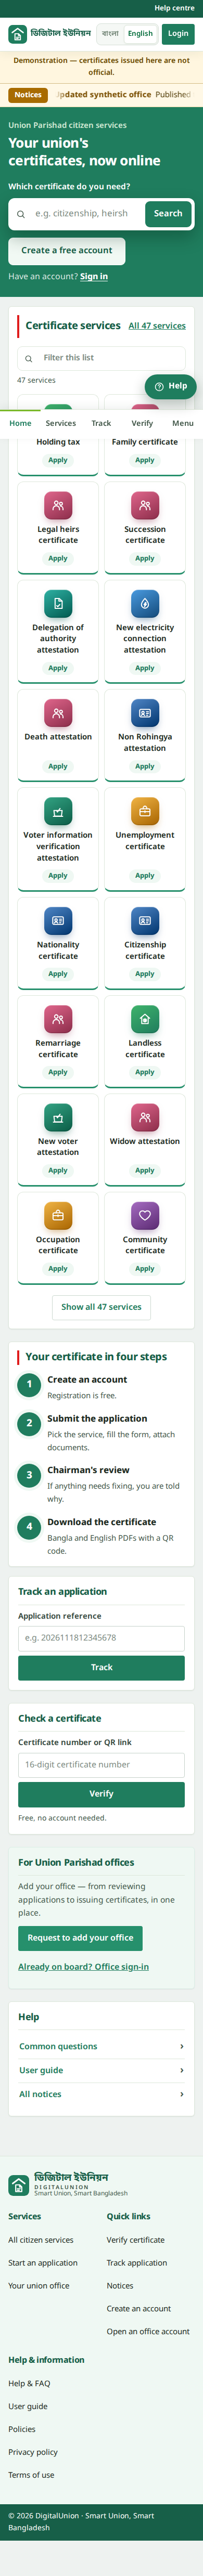 Help centre
ডিজিটাল ইউনিয়ন
বাংলা
English
Login
Demonstration — certificates issued here are not
official.
Notices
Updated synthetic office Published
Union Parishad citizen services
Your union's
certificates, now online
Which certificate do you need?
e.g. citizenship, heirsh
Search
Create a free account
Have an account? Sign in
Certificate services
All 47 services
Filter this list
47 services
Help
Home
Services
Track
Verify
Menu
Holding tax
Family certificate
Apply
Apply
Legal heirs
certificate
Succession
certificate
Apply
Apply
Delegation of
authority
attestation
New electricity
connection
attestation
Apply
Apply
Death attestation
Non Rohingya
attestation
Apply
Apply
Voter information
verification
attestation
Unemployment
certificate
Apply
Apply
Nationality
certificate
Citizenship
certificate
Apply
Apply
Remarriage
certificate
Landless
certificate
Apply
Apply
New voter
attestation
Widow attestation
Apply
Apply
Occupation
certificate
Community
certificate
Apply
Apply
Show all 47 services
Your certificate in four steps
1
Create an account
Registration is free.
2
Submit the application
Pick the service, fill the form, attach
documents.
3
Chairman's review
If anything needs fixing, you are told
why.
4
Download the certificate
Bangla and English PDFs with a QR
code.
Track an application
Application reference
e.g. 2026111812345678
Track
Check a certificate
Certificate number or QR link
16-digit certificate number
Verify
Free, no account needed.
For Union Parishad offices
Add your office — from reviewing
applications to issuing certificates, in one
place.
Request to add your office
Already on board? Office sign-in
Help
Common questions
User guide
All notices
ডিজিটাল ইউনিয়ন
DIGITALUNION
Smart Union, Smart Bangladesh
Services
All citizen services
Start an application
Your union office
Quick links
Verify certificate
Track application
Notices
Create an account
Open an office account
Help & information
Help & FAQ
User guide
Policies
Privacy policy
Terms of use
© 2026 DigitalUnion · Smart Union, Smart
Bangladesh